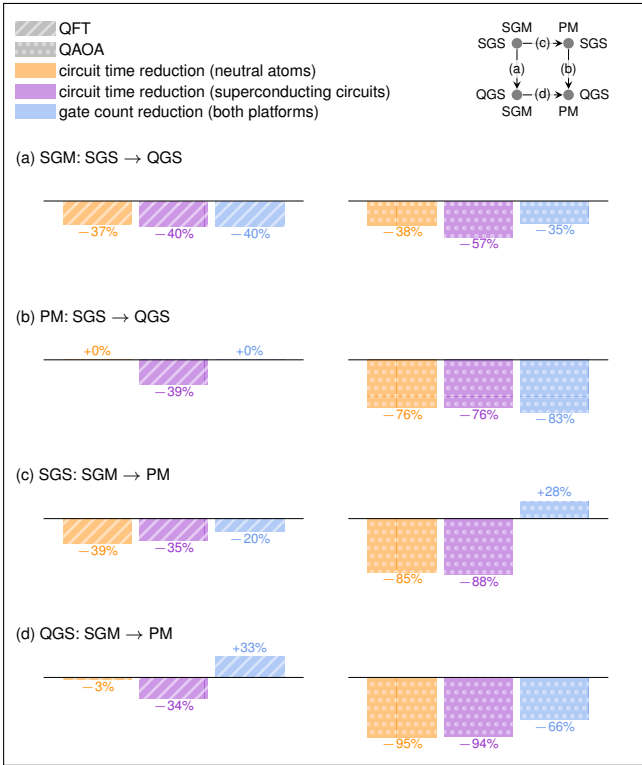 QFT
QAOA
circuit time reduction (neutral atoms)
circuit time reduction (superconducting circuits)
gate count reduction (both platforms)
SGM PM
SGS (c) SGS
(a) (b)
QGS (d) QGS
SGM PM
(a) SGM: SGS → QGS
−37% −40% −40% −38% −57% −35%
(b) PM: SGS → QGS
+0% −39% +0% −76% −76% −83%
(c) SGS: SGM → PM
−39% −35% −20% −85% −88% +28%
(d) QGS: SGM → PM
−3% −34% +33% −95% −94% −66%